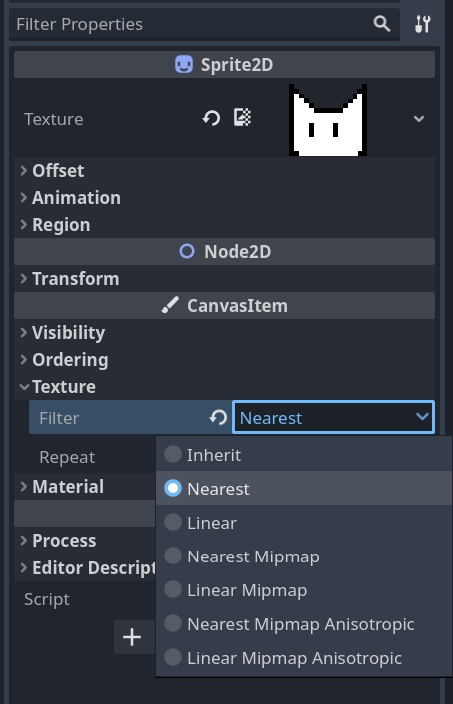 Filter Properties
Sprite2D
Texture
Offset
Animation
Region
Node2D
Transform
CanvasItem
Visibility
Ordering
Texture
Filter Nearest
Repeat
Inherit
Nearest
Linear
Nearest Mipmap
Linear Mipmap
Nearest Mipmap Anisotropic
Linear Mipmap Anisotropic
Material
Process
Editor Descript
Script